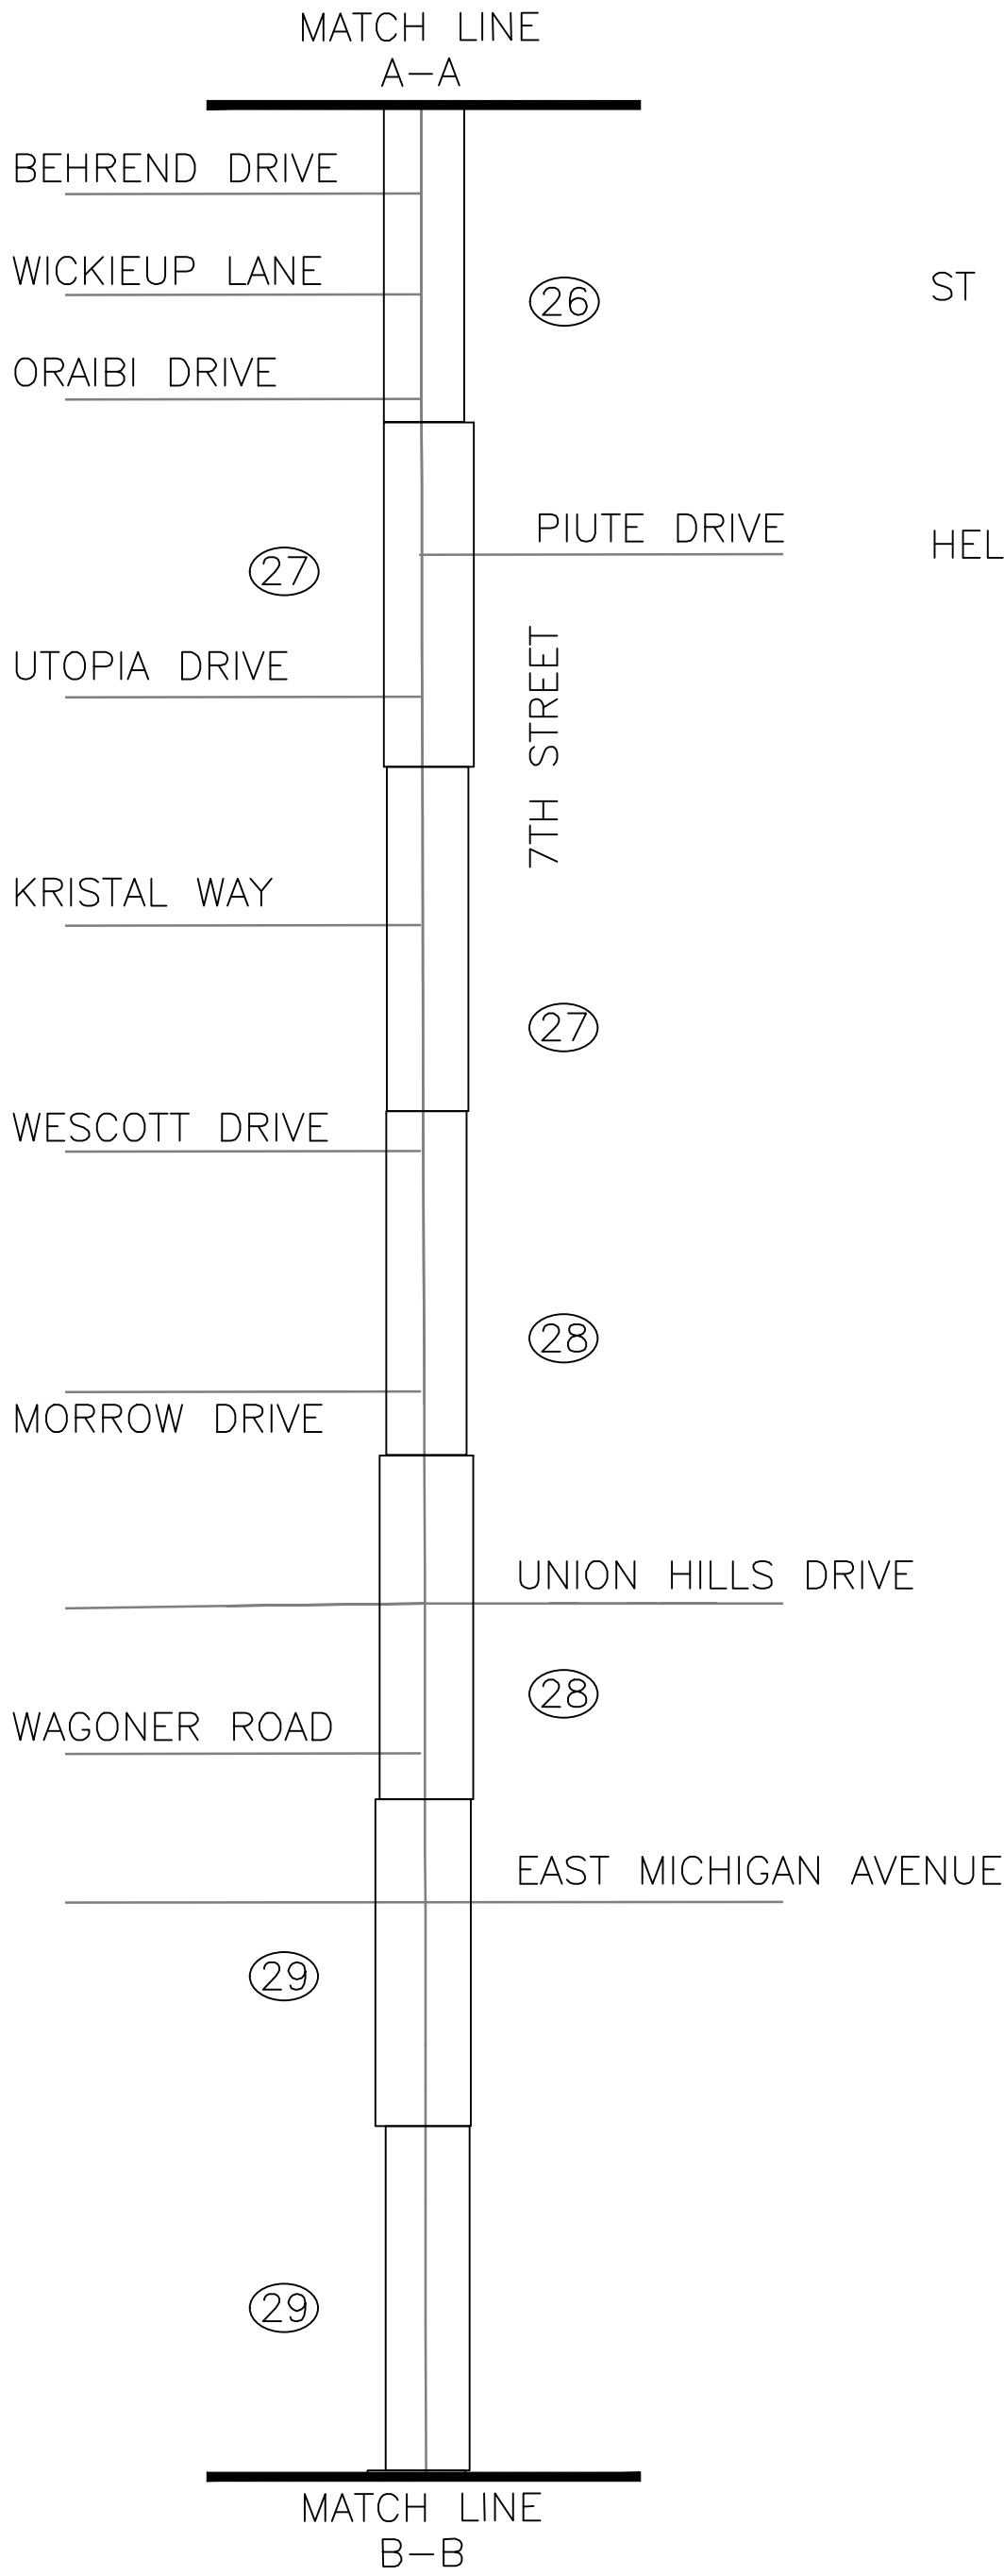 MATCH LINE
A-A
BEHREND DRIVE
WICKIEUP LANE
26
ST
ORAIBI DRIVE
PIUTE DRIVE
HEL
27
UTOPIA DRIVE
7TH STREET
KRISTAL WAY
27
WESCOTT DRIVE
28
MORROW DRIVE
UNION HILLS DRIVE
28
WAGONER ROAD
EAST MICHIGAN AVENUE
29
29
MATCH LINE
B-B